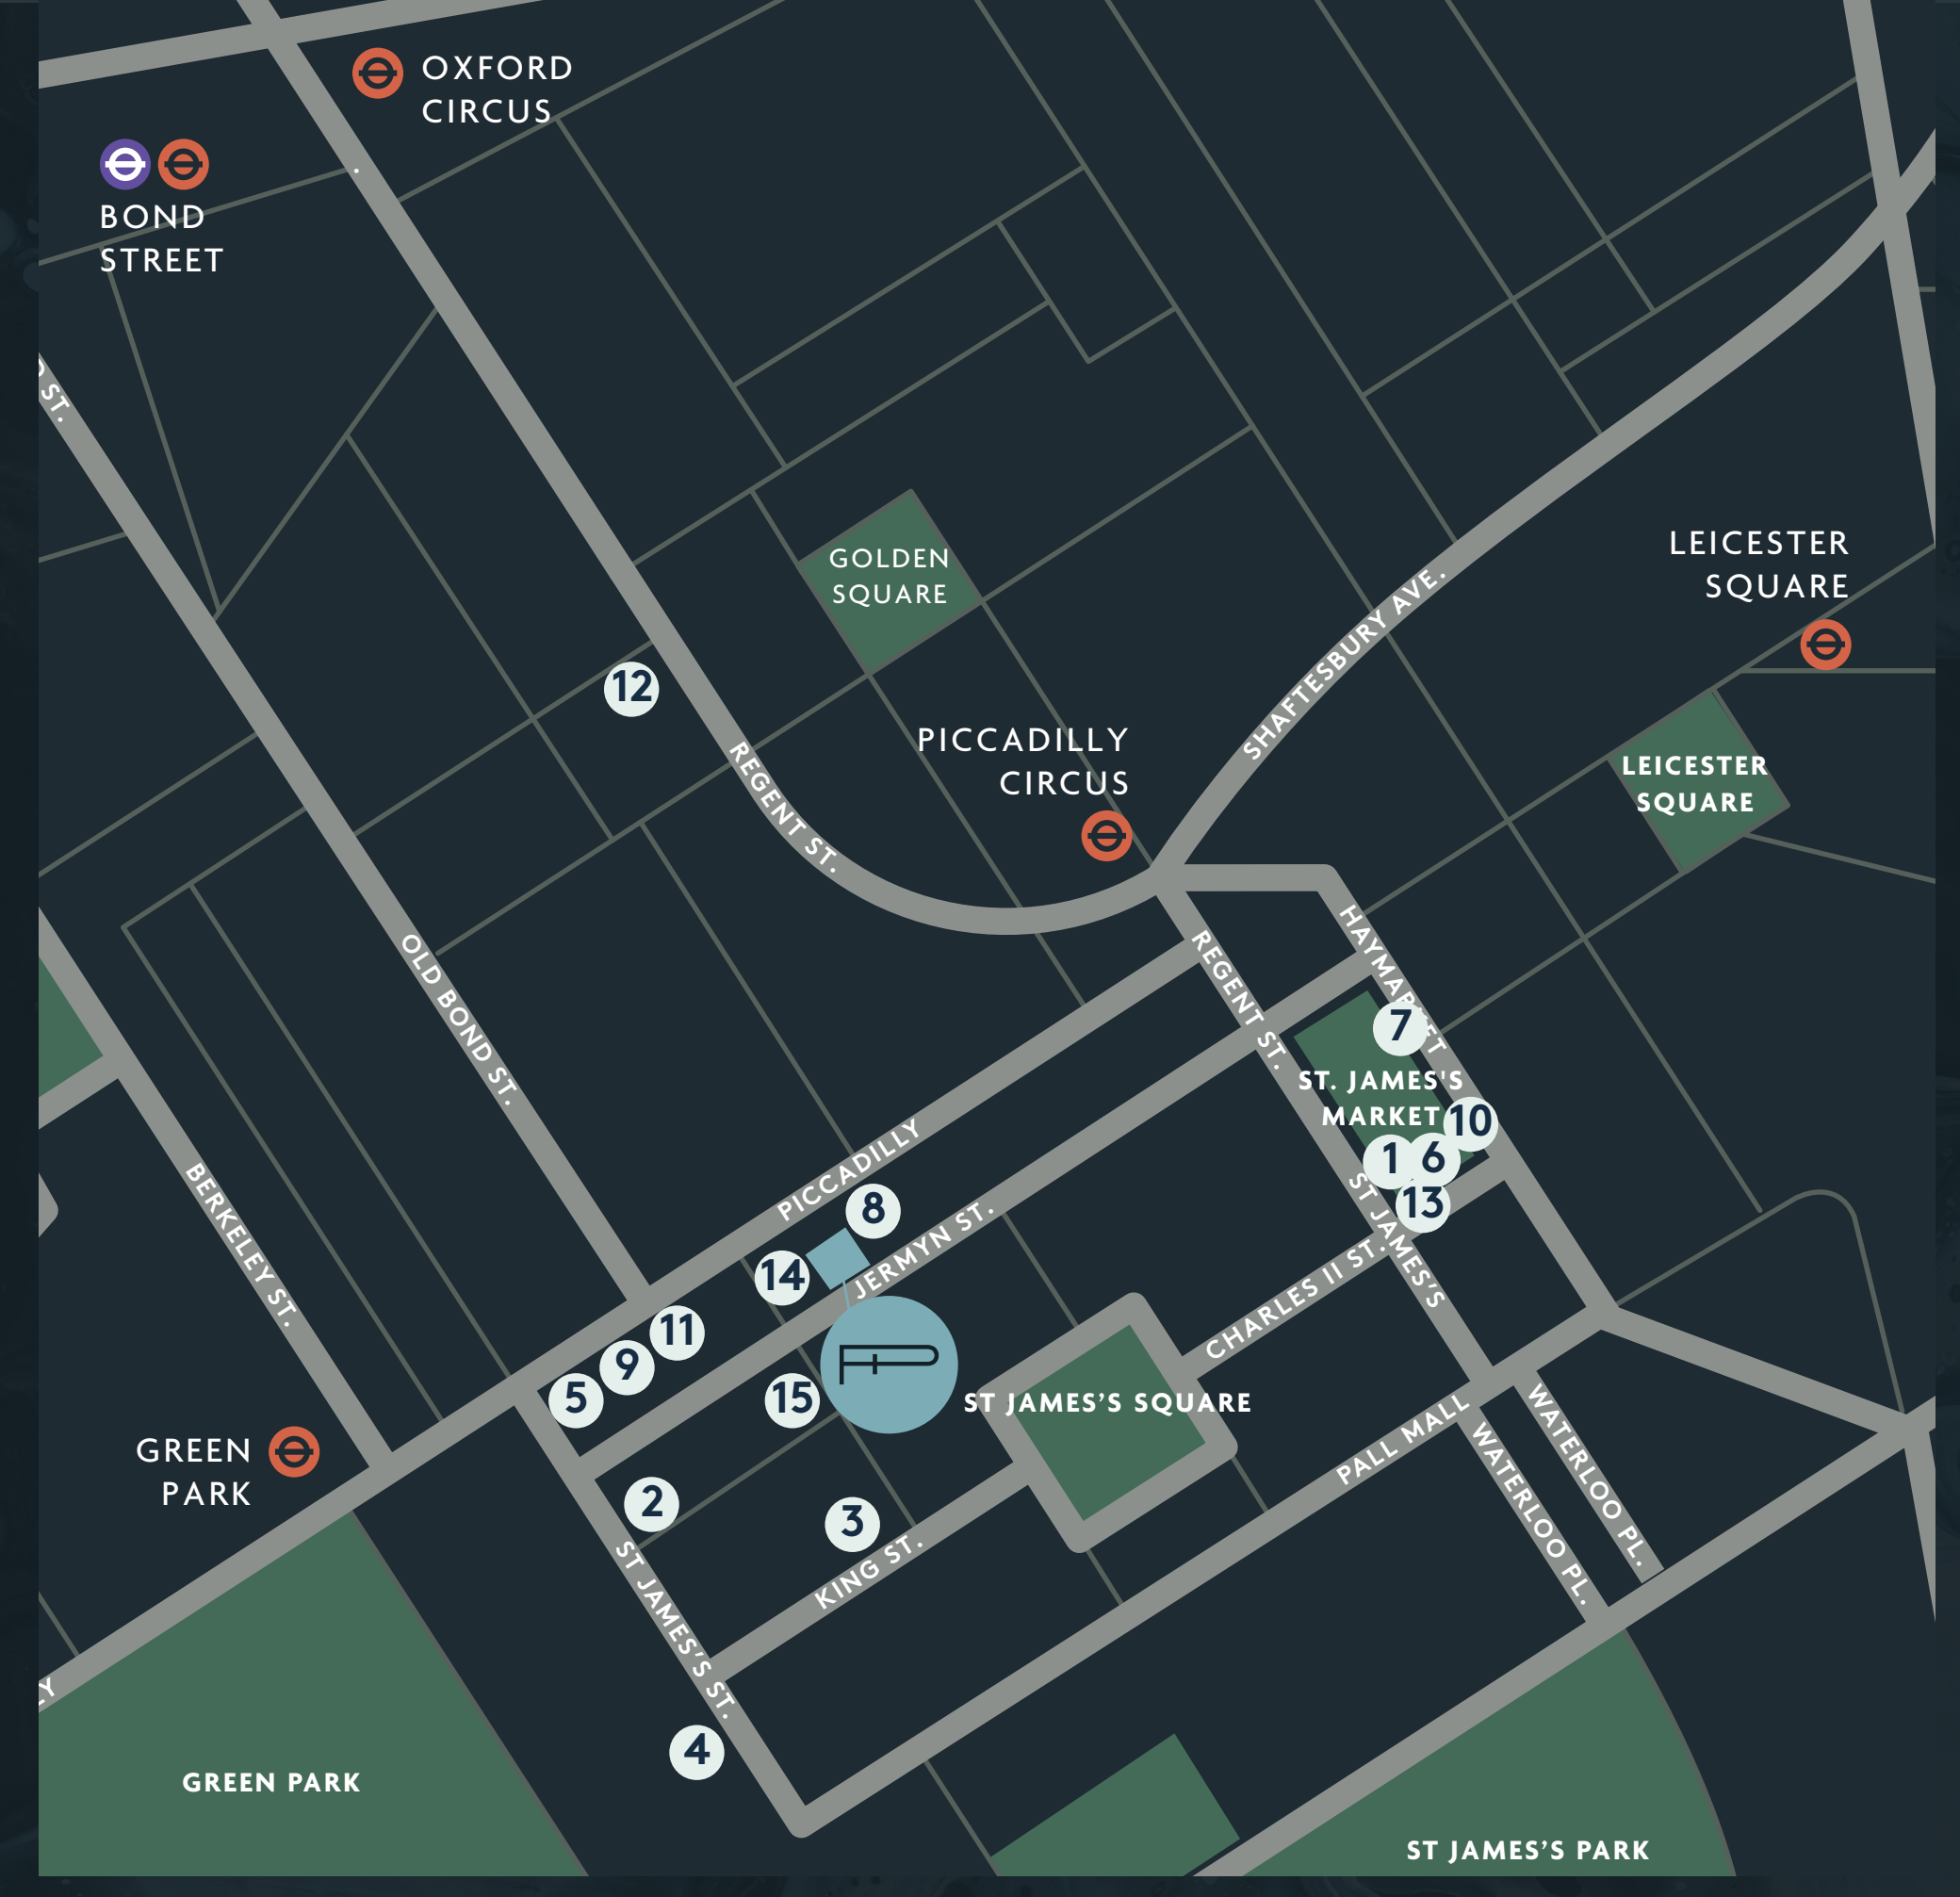 OXFORD
CIRCUS
BOND
STREET
ST.
GOLDEN
SQUARE
LEICESTER
SQUARE
SHAFTESBURY AVE.
12
PICCADILLY
CIRCUS
REGENT ST.
LEICESTER
SQUARE
HAYMARKET
OLD BOND ST.
REGENT ST.
7
ST. JAMES'S
MARKET
10
1
6
13
PICCADILLY
BERKELEY ST.
8
JERMYN ST.
ST JAMES'S
14
CHARLES II ST.
11
9
5
15
ST JAMES'S SQUARE
GREEN
PARK
PALL MALL
WATERLOO PL.
WATERLOO PL.
2
3
KING ST.
ST JAMES'S ST.
4
GREEN PARK
ST JAMES'S PARK